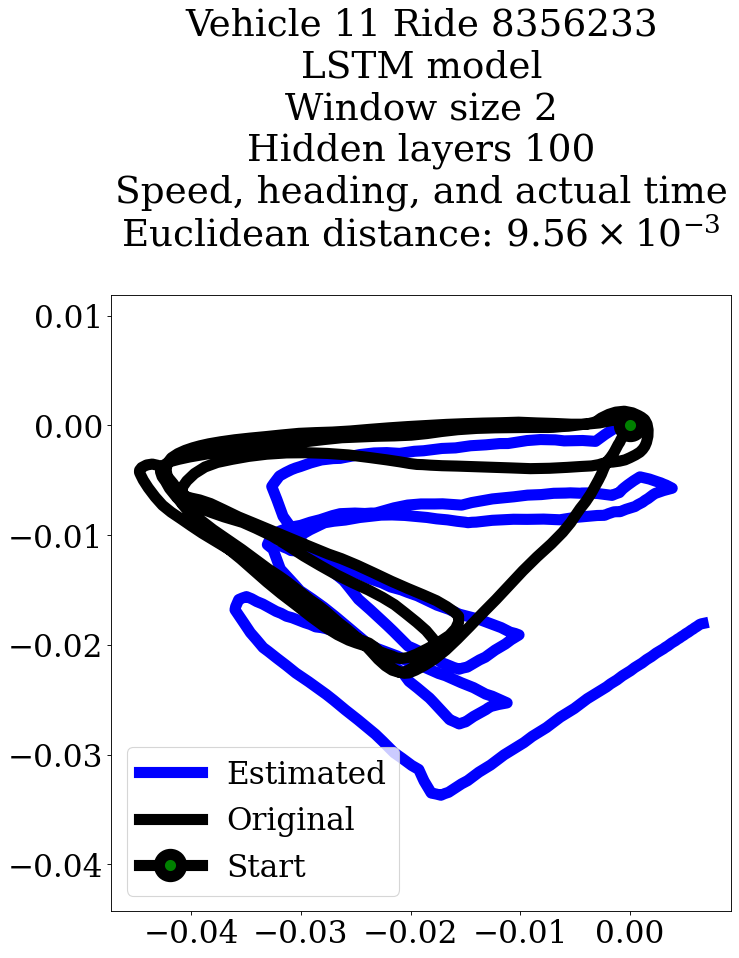 Vehicle 11 Ride 8356233
LSTM model
Window size 2
Hidden layers 100
Speed, heading, and actual time
Euclidean distance: 9.56 × 10⁻³
0.01
0.00
−0.01
−0.02
−0.03
−0.04
Estimated
Original
Start
−0.04 −0.03 −0.02 −0.01 0.00